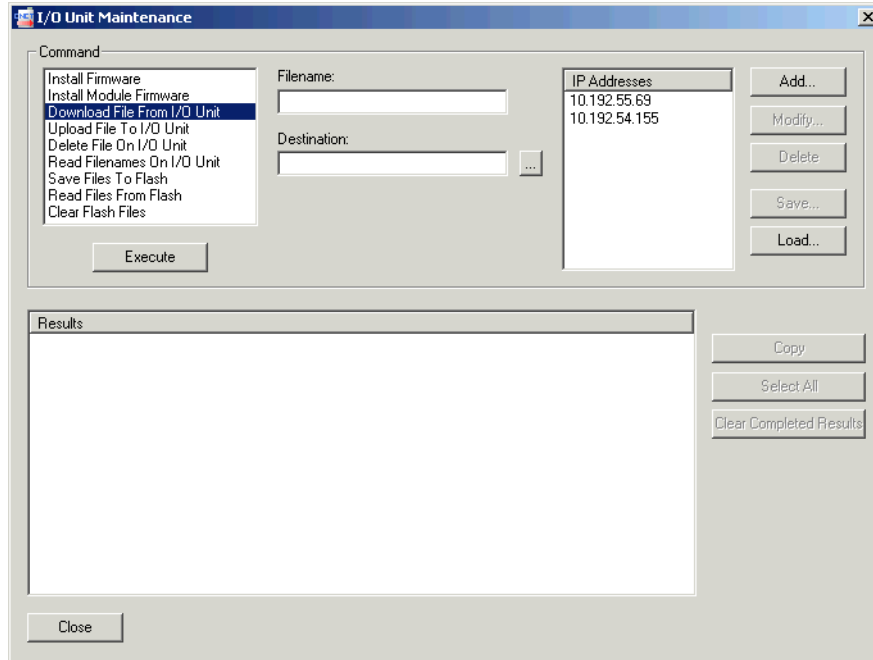 I/O Unit Maintenance
Command
Install Firmware
Install Module Firmware
Download File From I/O Unit
Upload File To I/O Unit
Delete File On I/O Unit
Read Filenames On I/O Unit
Save Files To Flash
Read Files From Flash
Clear Flash Files
Execute
Filename:
Destination:
...
IP Addresses
10.192.55.69
10.192.54.155
Add...
Modify...
Delete
Save...
Load...
Results
Copy
Select All
Clear Completed Results
Close